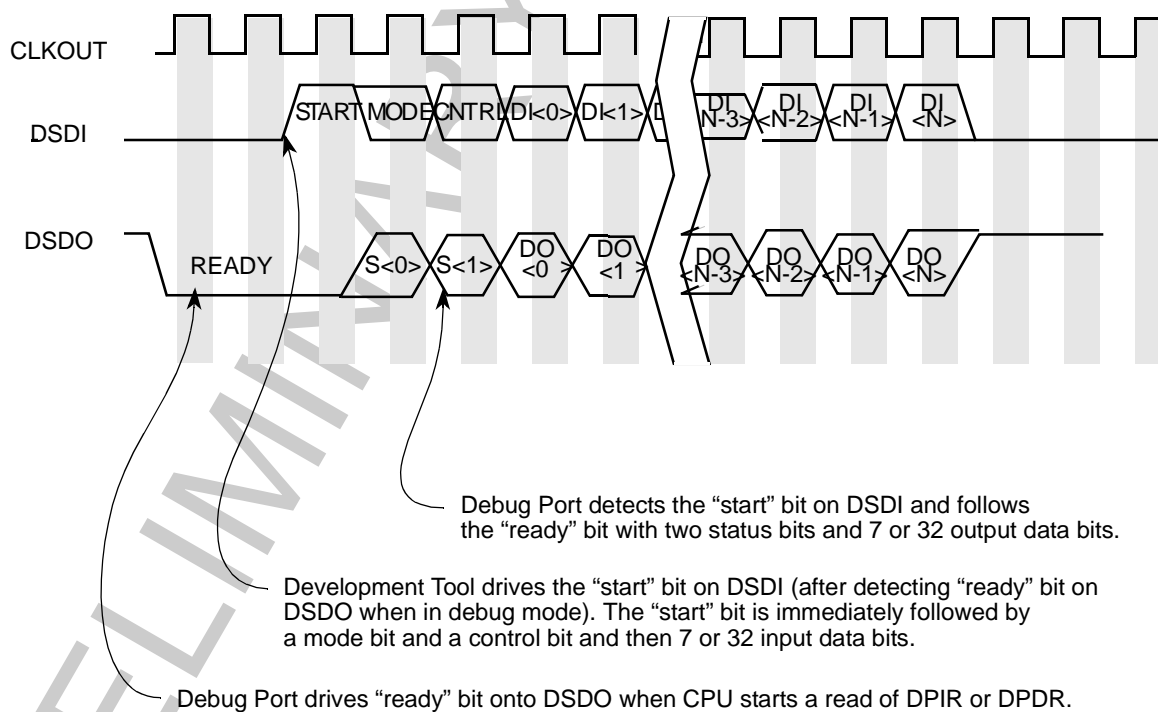 CLKOUT
DSDI
START MODE CNTRL DI<0> DI<1> DI <N-3> DI <N-2> DI <N-1> DI <N>
DSDO
READY S<0> S<1> DO <0> DO <1> DO <N-3> DO <N-2> DO <N-1> DO <N>
Debug Port detects the “start” bit on DSDI and follows
the “ready” bit with two status bits and 7 or 32 output data bits.
Development Tool drives the “start” bit on DSDI (after detecting “ready” bit on
DSDO when in debug mode). The “start” bit is immediately followed by
a mode bit and a control bit and then 7 or 32 input data bits.
Debug Port drives “ready” bit onto DSDO when CPU starts a read of DPIR or DPDR.
ELIMINARY